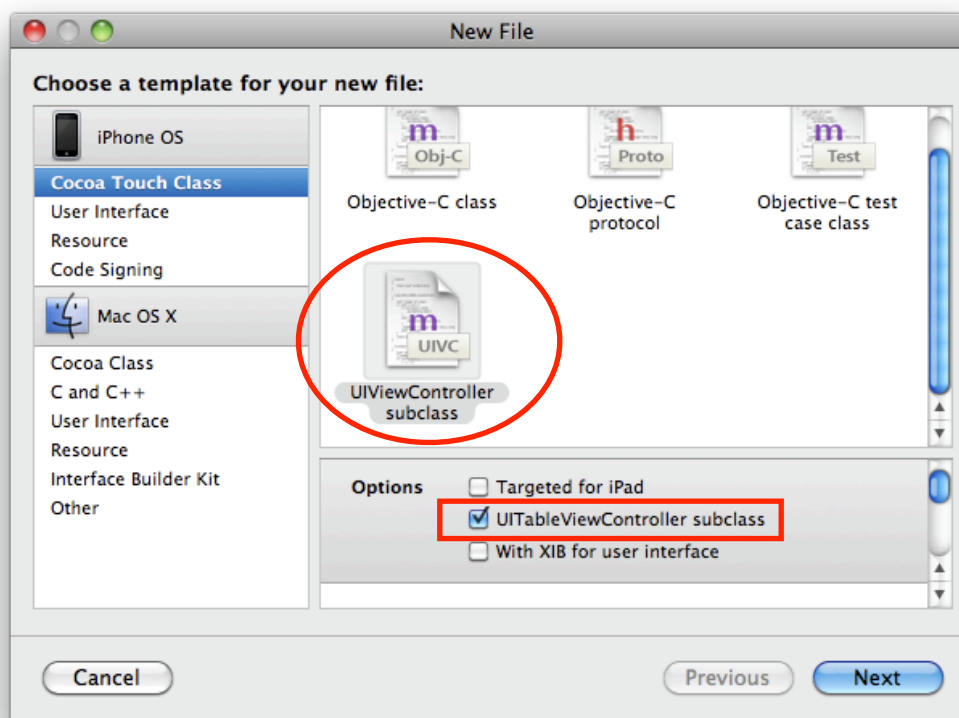 New File
Choose a template for your new file:
iPhone OS
Cocoa Touch Class
User Interface
Resource
Code Signing
Mac OS X
Cocoa Class
C and C++
User Interface
Resource
Interface Builder Kit
Other
m
Obj-C
Objective-C class
h
Proto
Objective-C
protocol
m
Test
Objective-C test
case class
m
UIVC
UIViewController
subclass
Options
Targeted for iPad
UITableViewController subclass
With XIB for user interface
Cancel
Previous
Next